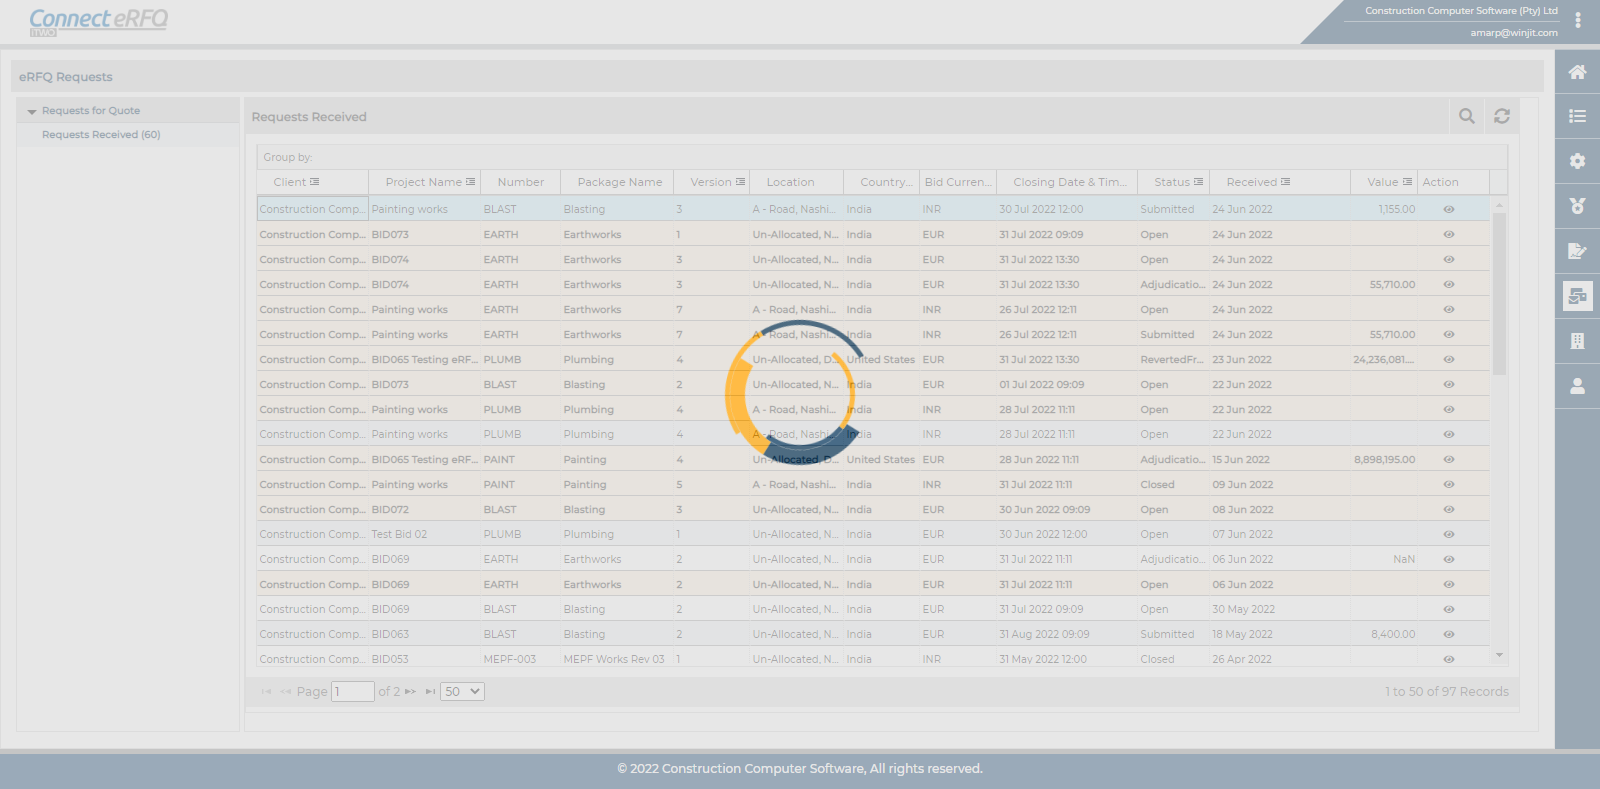 Connect eRFQ
iTWO
Construction Computer Software (Pty) Ltd
amarp@winjit.com
eRFQ Requests
Requests for Quote
Requests Received (60)
Requests Received
Group by:
Client Project Name Number Package Name Version Location Country... Bid Curren... Closing Date & Tim... Status Received Value Action
Construction Comp... Painting works BLAST Blasting 3 A - Road, Nashi... India INR 30 Jul 2022 12:00 Submitted 24 Jun 2022 1,155.00
Construction Comp... BID073 EARTH Earthworks 1 Un-Allocated, N... India EUR 31 Jul 2022 09:09 Open 24 Jun 2022
Construction Comp... BID074 EARTH Earthworks 3 Un-Allocated, N... India EUR 31 Jul 2022 13:30 Open 24 Jun 2022
Construction Comp... BID074 EARTH Earthworks 3 Un-Allocated, N... India EUR 31 Jul 2022 13:30 Adjudicatio... 24 Jun 2022 55,710.00
Construction Comp... Painting works EARTH Earthworks 7 A - Road, Nashi... India INR 26 Jul 2022 12:11 Open 24 Jun 2022
Construction Comp... Painting works EARTH Earthworks 7 A - Road, Nashi... India INR 26 Jul 2022 12:11 Submitted 24 Jun 2022 55,710.00
Construction Comp... BID065 Testing eRF... PLUMB Plumbing 4 Un-Allocated, D... United States EUR 31 Jul 2022 13:30 RevertedFr... 23 Jun 2022 24,236,081....
Construction Comp... BID073 BLAST Blasting 2 Un-Allocated, N... India EUR 01 Jul 2022 09:09 Open 22 Jun 2022
Construction Comp... Painting works PLUMB Plumbing 4 A - Road, Nashi... India INR 28 Jul 2022 11:11 Open 22 Jun 2022
Construction Comp... Painting works PLUMB Plumbing 4 A - Road, Nashi... India INR 28 Jul 2022 11:11 Open 22 Jun 2022
Construction Comp... BID065 Testing eRF... PAINT Painting 4 Un-Allocated, D... United States EUR 28 Jun 2022 11:11 Adjudicatio... 15 Jun 2022 8,898,195.00
Construction Comp... Painting works PAINT Painting 5 A - Road, Nashi... India INR 31 Jul 2022 11:11 Closed 09 Jun 2022
Construction Comp... BID072 BLAST Blasting 3 Un-Allocated, N... India EUR 30 Jun 2022 09:09 Open 08 Jun 2022
Construction Comp... Test Bid 02 PLUMB Plumbing 1 Un-Allocated, N... India EUR 30 Jun 2022 12:00 Open 07 Jun 2022
Construction Comp... BID069 EARTH Earthworks 2 Un-Allocated, N... India EUR 31 Jul 2022 11:11 Adjudicatio... 06 Jun 2022 NaN
Construction Comp... BID069 EARTH Earthworks 2 Un-Allocated, N... India EUR 31 Jul 2022 11:11 Open 06 Jun 2022
Construction Comp... BID069 BLAST Blasting 2 Un-Allocated, N... India EUR 31 Jul 2022 09:09 Open 30 May 2022
Construction Comp... BID063 BLAST Blasting 2 Un-Allocated, N... India EUR 31 Aug 2022 09:09 Submitted 18 May 2022 8,400.00
Construction Comp... BID053 MEPF-003 MEPF Works Rev 03 1 Un-Allocated, N... India INR 31 May 2022 12:00 Closed 26 Apr 2022
Page 1 of 2 50 1 to 50 of 97 Records
© 2022 Construction Computer Software, All rights reserved.